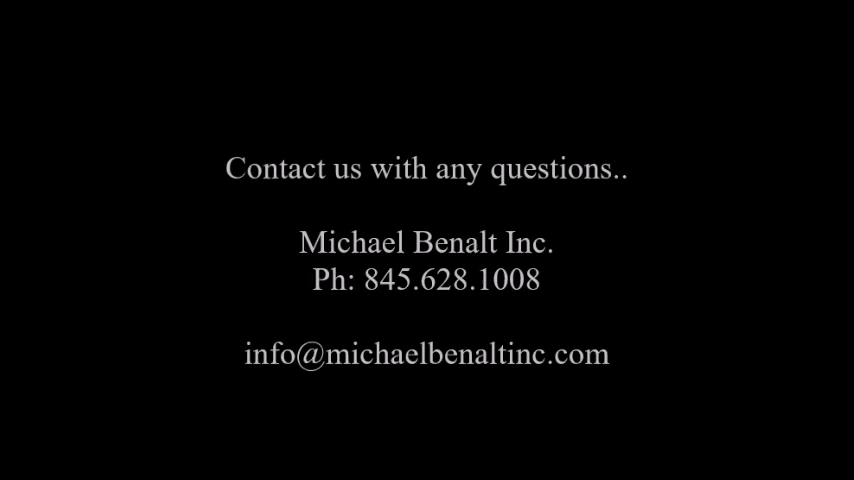 Contact us with any questions..
Michael Benalt Inc.
Ph: 845.628.1008
info@michaelbenaltinc.com